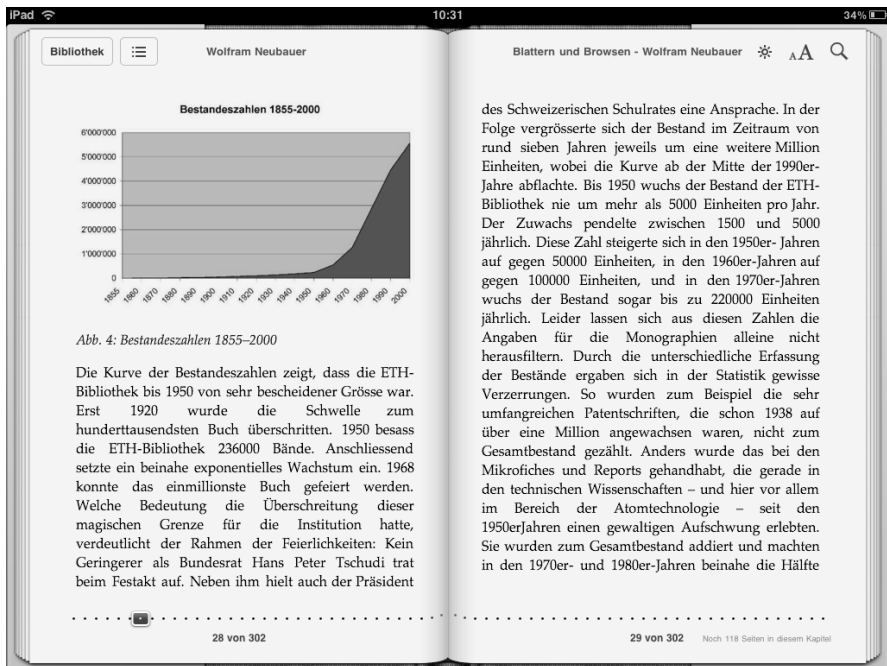 iPad
10:31
34%
Bibliothek
Wolfram Neubauer
Bestandeszahlen 1855-2000
6'000'000
5'000'000
4'000'000
3'000'000
2'000'000
1'000'000
0
1855 1860 1870 1880 1890 1900 1910 1920 1930 1940 1950 1960 1970 1980 1990 2000
Abb. 4: Bestandeszahlen 1855–2000
Die Kurve der Bestandeszahlen zeigt, dass die ETH-
Bibliothek bis 1950 von sehr bescheidener Grösse war.
Erst 1920 wurde die Schwelle zum
hunderttausendsten Buch überschritten. 1950 besass
die ETH-Bibliothek 236000 Bände. Anschliessend
setzte ein beinahe exponentielles Wachstum ein. 1968
konnte das einmillionste Buch gefeiert werden.
Welche Bedeutung die Überschreitung dieser
magischen Grenze für die Institution hatte,
verdeutlicht der Rahmen der Feierlichkeiten: Kein
Geringerer als Bundesrat Hans Peter Tschudi trat
beim Festakt auf. Neben ihm hielt auch der Präsident
28 von 302
Blattern und Browsen - Wolfram Neubauer
AA
des Schweizerischen Schulrates eine Ansprache. In der
Folge vergrösserte sich der Bestand im Zeitraum von
rund sieben Jahren jeweils um eine weitere Million
Einheiten, wobei die Kurve ab der Mitte der 1990er-
Jahre abflachte. Bis 1950 wuchs der Bestand der ETH-
Bibliothek nie um mehr als 5000 Einheiten pro Jahr.
Der Zuwachs pendelte zwischen 1500 und 5000
jährlich. Diese Zahl steigerte sich in den 1950er- Jahren
auf gegen 50000 Einheiten, in den 1960er-Jahren auf
gegen 100000 Einheiten, und in den 1970er-Jahren
wuchs der Bestand sogar bis zu 220000 Einheiten
jährlich. Leider lassen sich aus diesen Zahlen die
Angaben für die Monographien alleine nicht
herausfiltern. Durch die unterschiedliche Erfassung
der Bestände ergaben sich in der Statistik gewisse
Verzerrungen. So wurden zum Beispiel die sehr
umfangreichen Patentschriften, die schon 1938 auf
über eine Million angewachsen waren, nicht zum
Gesamtbestand gezählt. Anders wurde das bei den
Mikrofiches und Reports gehandhabt, die gerade in
den technischen Wissenschaften – und hier vor allem
im Bereich der Atomtechnologie – seit den
1950erJahren einen gewaltigen Aufschwung erlebten.
Sie wurden zum Gesamtbestand addiert und machten
in den 1970er- und 1980er-Jahren beinahe die Hälfte
29 von 302
Noch 118 Seiten in diesem Kapitel